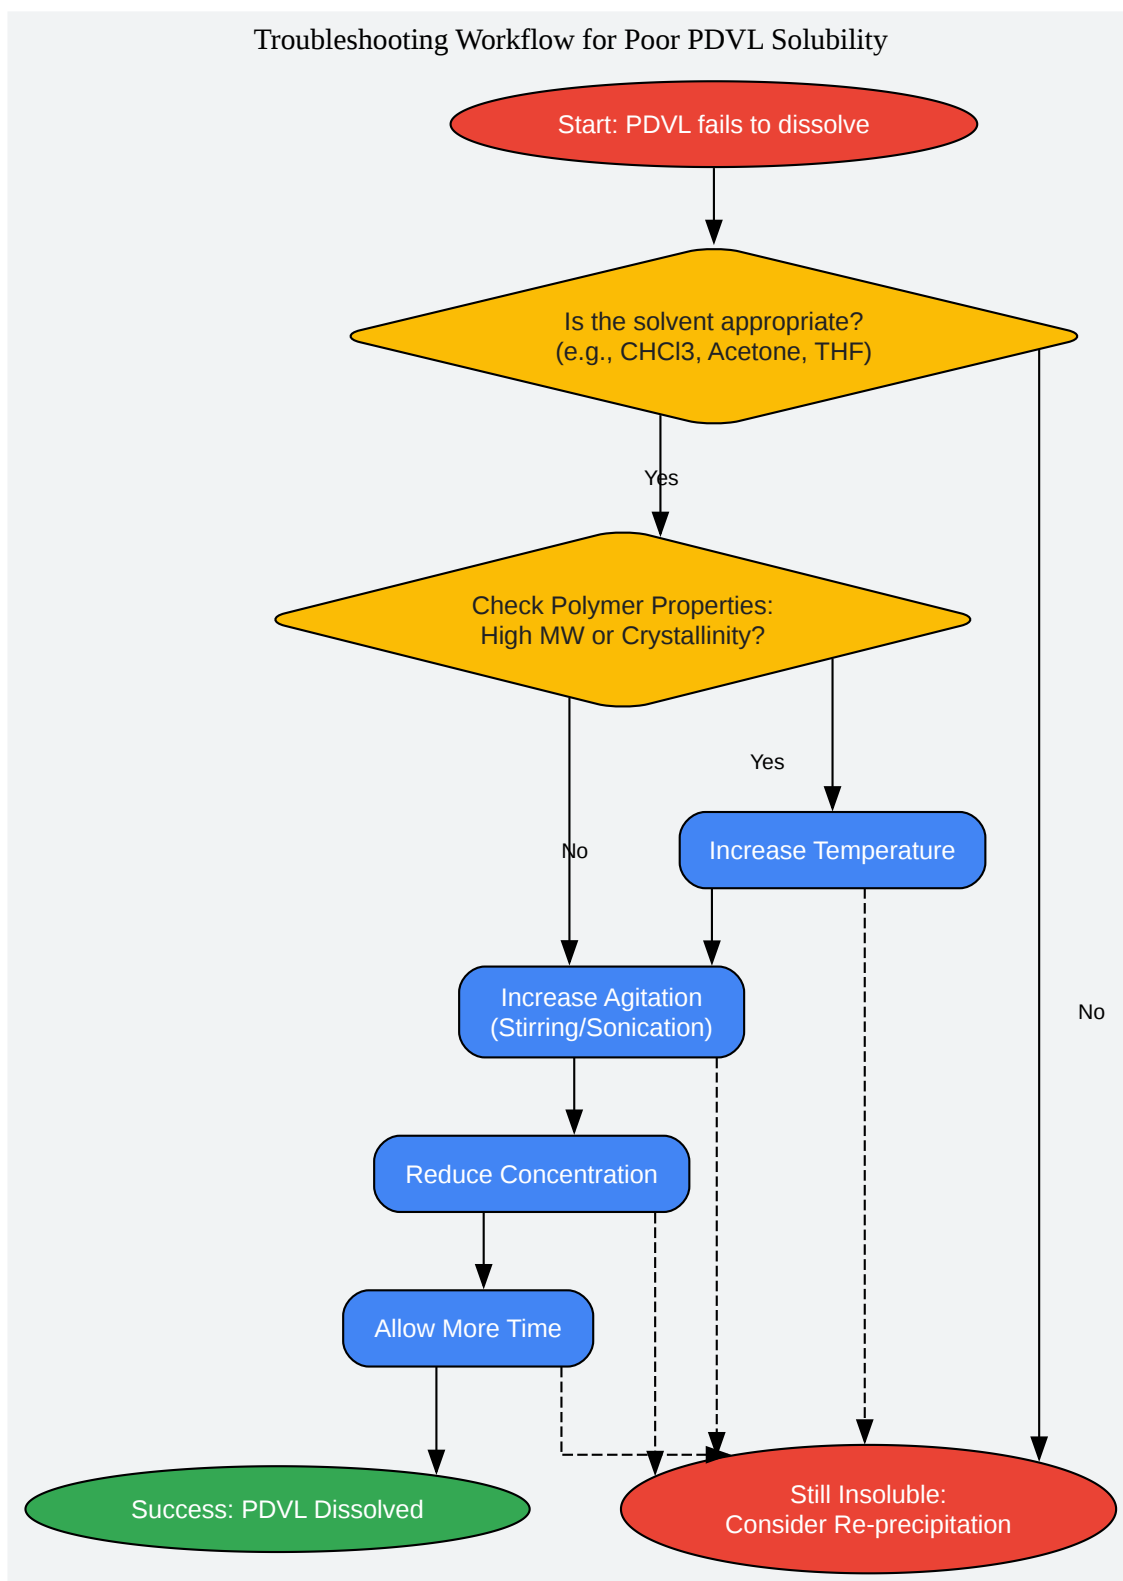 Troubleshooting Workflow for Poor PDVL Solubility
Start: PDVL fails to dissolve
Is the solvent appropriate?
(e.g., CHCl3, Acetone, THF)
Yes
Check Polymer Properties:
High MW or Crystallinity?
Yes
Increase Temperature
No
Increase Agitation
(Stirring/Sonication)
No
Reduce Concentration
Allow More Time
Success: PDVL Dissolved
Still Insoluble:
Consider Re-precipitation